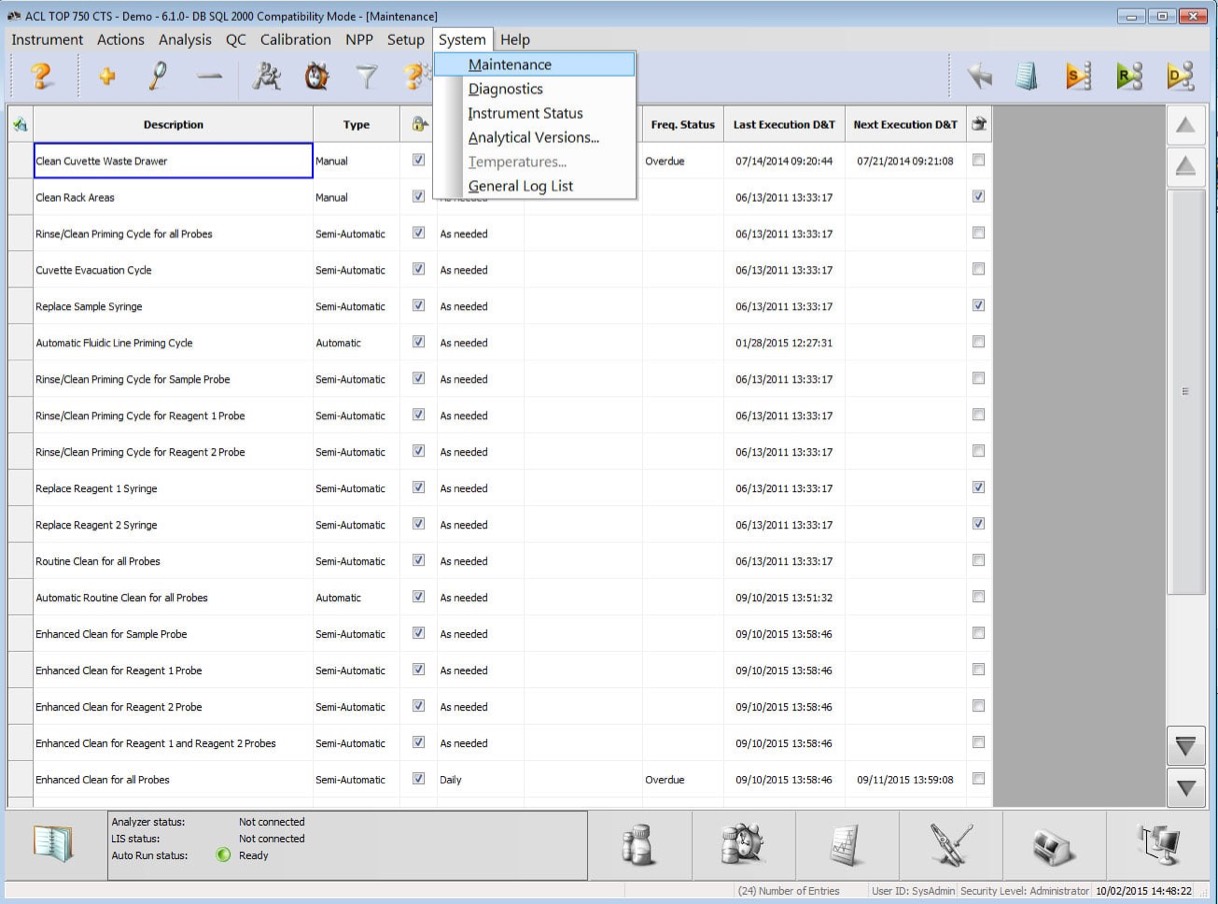 ACL TOP 750 CTS - Demo - 6.1.0- DB SQL 2000 Compatibility Mode - [Maintenance]
Instrument Actions Analysis QC Calibration NPP Setup System Help
Maintenance
Diagnostics
Instrument Status
Analytical Versions...
Temperatures...
General Log List
S R D
Description Type Freq. Status Last Execution D&T Next Execution D&T
Clean Cuvette Waste Drawer Manual Overdue 07/14/2014 09:20:44 07/21/2014 09:21:08
Clean Rack Areas Manual 06/13/2011 13:33:17
Rinse/Clean Priming Cycle for all Probes Semi-Automatic As needed 06/13/2011 13:33:17
Cuvette Evacuation Cycle Semi-Automatic As needed 06/13/2011 13:33:17
Replace Sample Syringe Semi-Automatic As needed 06/13/2011 13:33:17
Automatic Fluidic Line Priming Cycle Automatic As needed 01/28/2015 12:27:31
Rinse/Clean Priming Cycle for Sample Probe Semi-Automatic As needed 06/13/2011 13:33:17
Rinse/Clean Priming Cycle for Reagent 1 Probe Semi-Automatic As needed 06/13/2011 13:33:17
Rinse/Clean Priming Cycle for Reagent 2 Probe Semi-Automatic As needed 06/13/2011 13:33:17
Replace Reagent 1 Syringe Semi-Automatic As needed 06/13/2011 13:33:17
Replace Reagent 2 Syringe Semi-Automatic As needed 06/13/2011 13:33:17
Routine Clean for all Probes Semi-Automatic As needed 06/13/2011 13:33:17
Automatic Routine Clean for all Probes Automatic As needed 09/10/2015 13:51:32
Enhanced Clean for Sample Probe Semi-Automatic As needed 09/10/2015 13:58:46
Enhanced Clean for Reagent 1 Probe Semi-Automatic As needed 09/10/2015 13:58:46
Enhanced Clean for Reagent 2 Probe Semi-Automatic As needed 09/10/2015 13:58:46
Enhanced Clean for Reagent 1 and Reagent 2 Probes Semi-Automatic As needed 09/10/2015 13:58:46
Enhanced Clean for all Probes Semi-Automatic Daily Overdue 09/10/2015 13:58:46 09/11/2015 13:59:08
Analyzer status: Not connected
LIS status: Not connected
Auto Run status: Ready
(24) Number of Entries User ID: SysAdmin Security Level: Administrator 10/02/2015 14:48:22